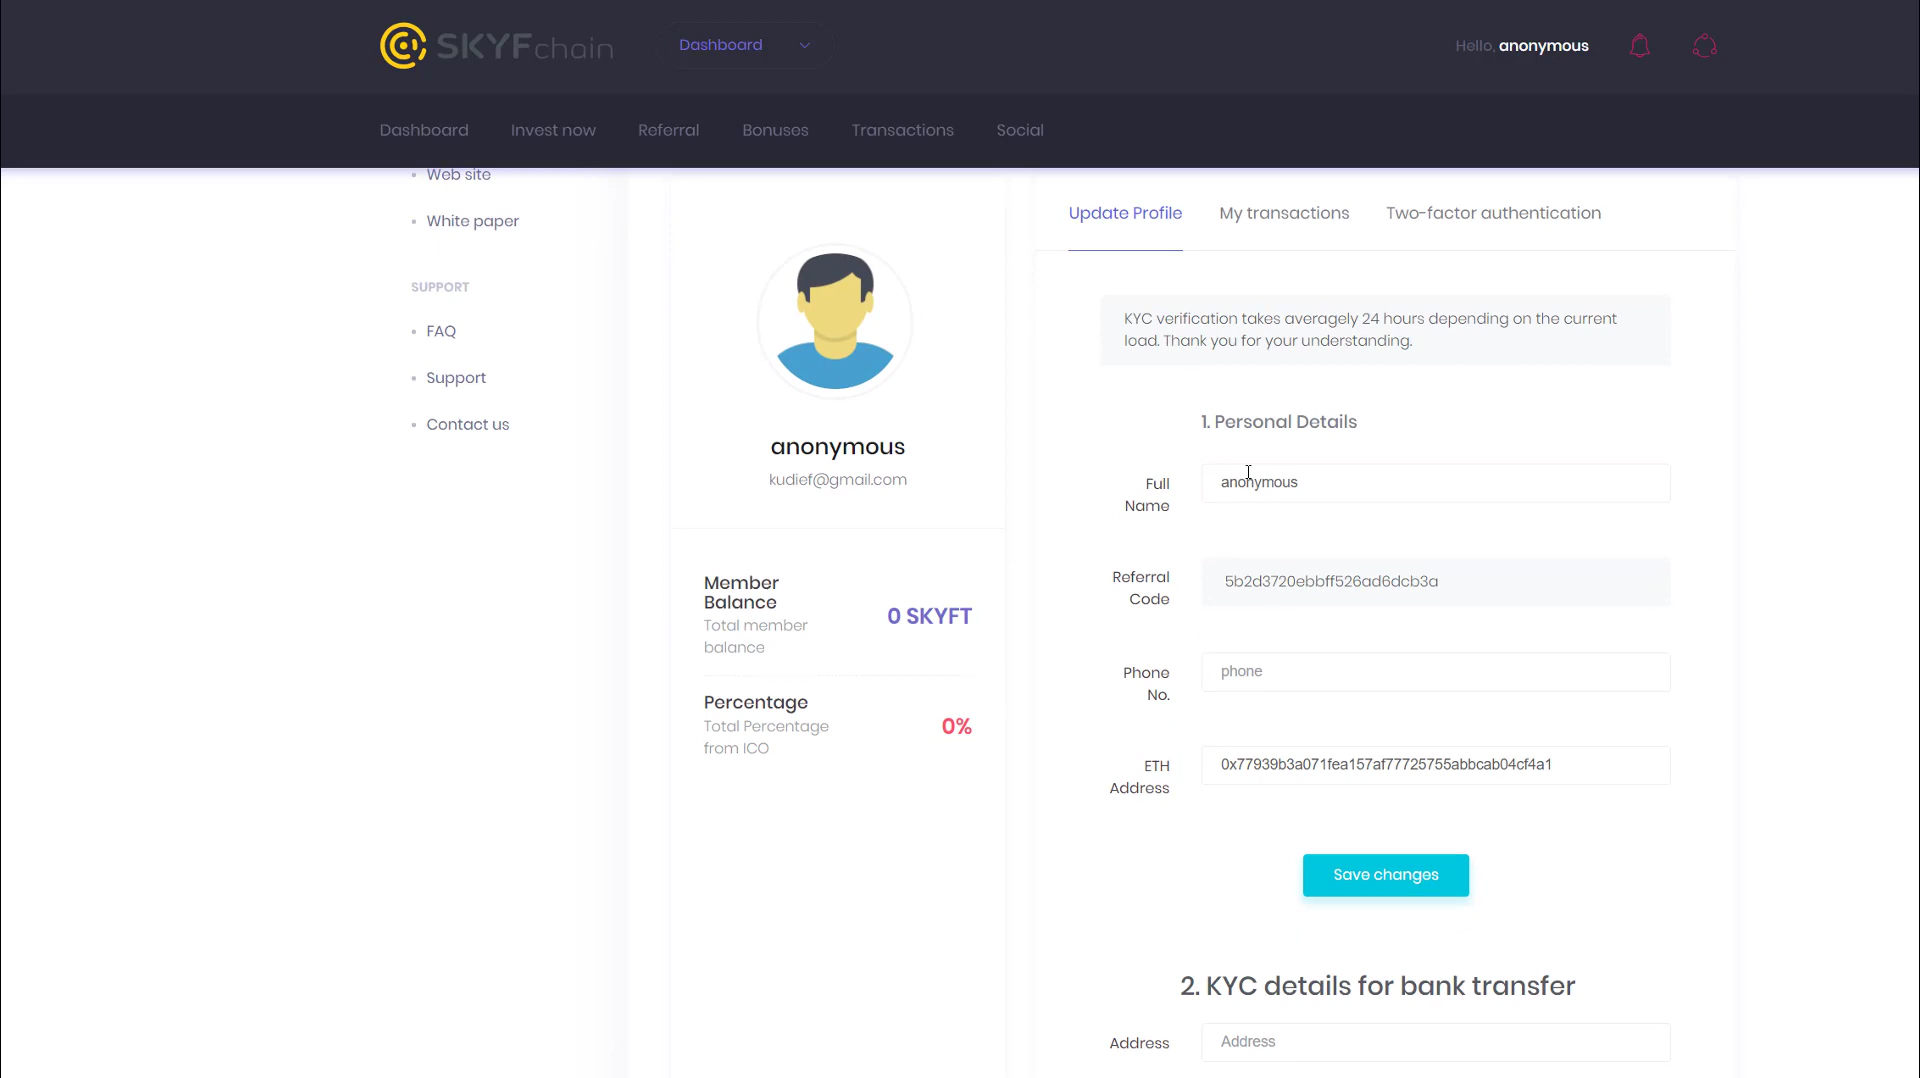 SKYFchain
Dashboard
Hello, anonymous
Dashboard
Invest now
Referral
Bonuses
Transactions
Social
Web site
White paper
SUPPORT
FAQ
Support
Contact us
anonymous
kudief@gmail.com
Member
Balance
Total member
balance
0 SKYFT
Percentage
Total Percentage
from ICO
0%
Update Profile
My transactions
Two-factor authentication
KYC verification takes averagely 24 hours depending on the current
load. Thank you for your understanding.
1. Personal Details
Full
Name
anonymous
Referral
Code
5b2d3720ebbff526ad6dcb3a
Phone
No.
phone
ETH
Address
0x77939b3a071fea157af77725755abbcab04cf4a1
Save changes
2. KYC details for bank transfer
Address
Address